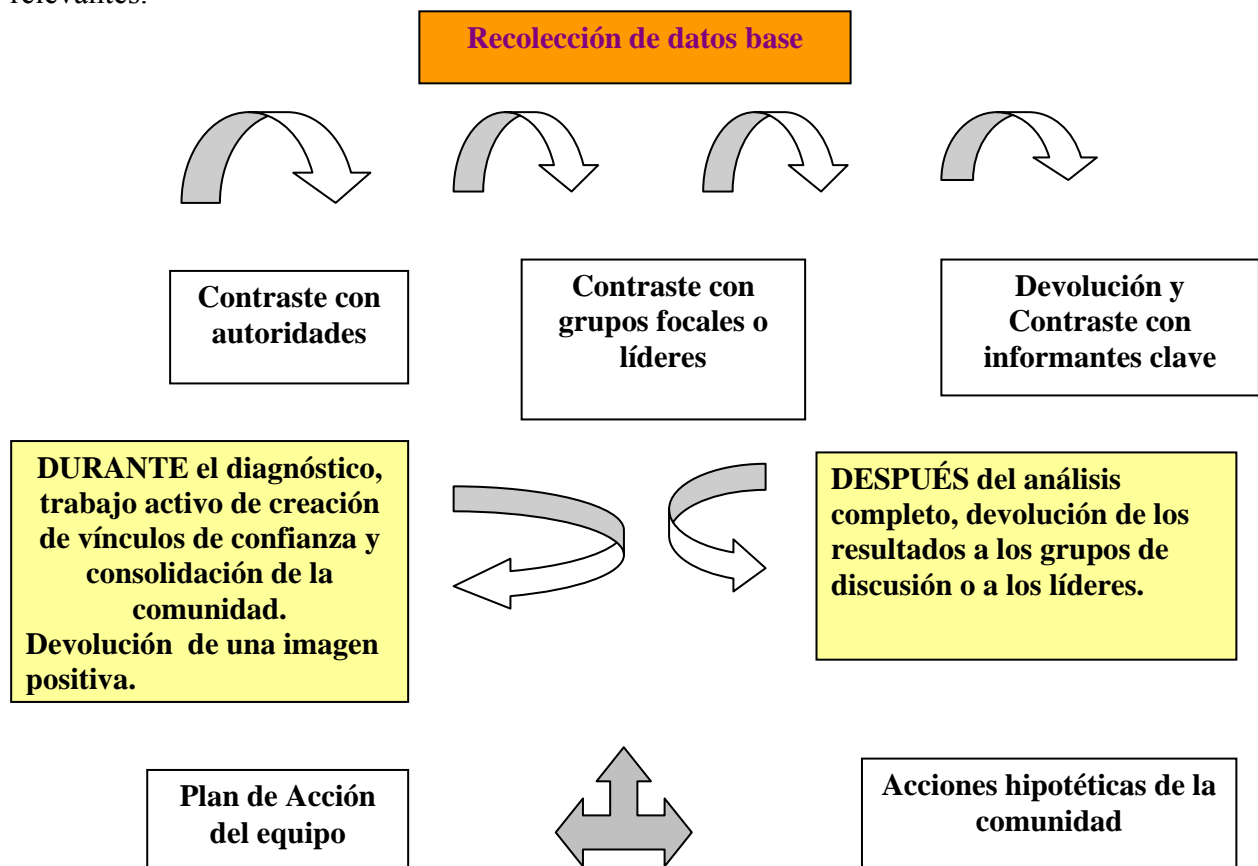 relevantes.
Recolección de datos base
Contraste con
autoridades
Contraste con
grupos focales o
líderes
Devolución y
Contraste con
informantes clave
DURANTE el diagnóstico,
trabajo activo de creación
de vínculos de confianza y
consolidación de la
comunidad.
Devolución de una imagen
positiva.
DESPUÉS del análisis
completo, devolución de los
resultados a los grupos de
discusión o a los líderes.
Plan de Acción
del equipo
Acciones hipotéticas de la
comunidad